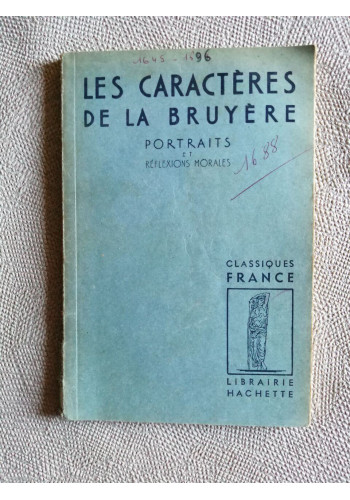 1645 - 1696
LES CARACTÈRES
DE LA BRUYÈRE
PORTRAITS
ET
RÉFLEXIONS MORALES
1688
CLASSIQUES
FRANCE
LIBRAIRIE
HACHETTE